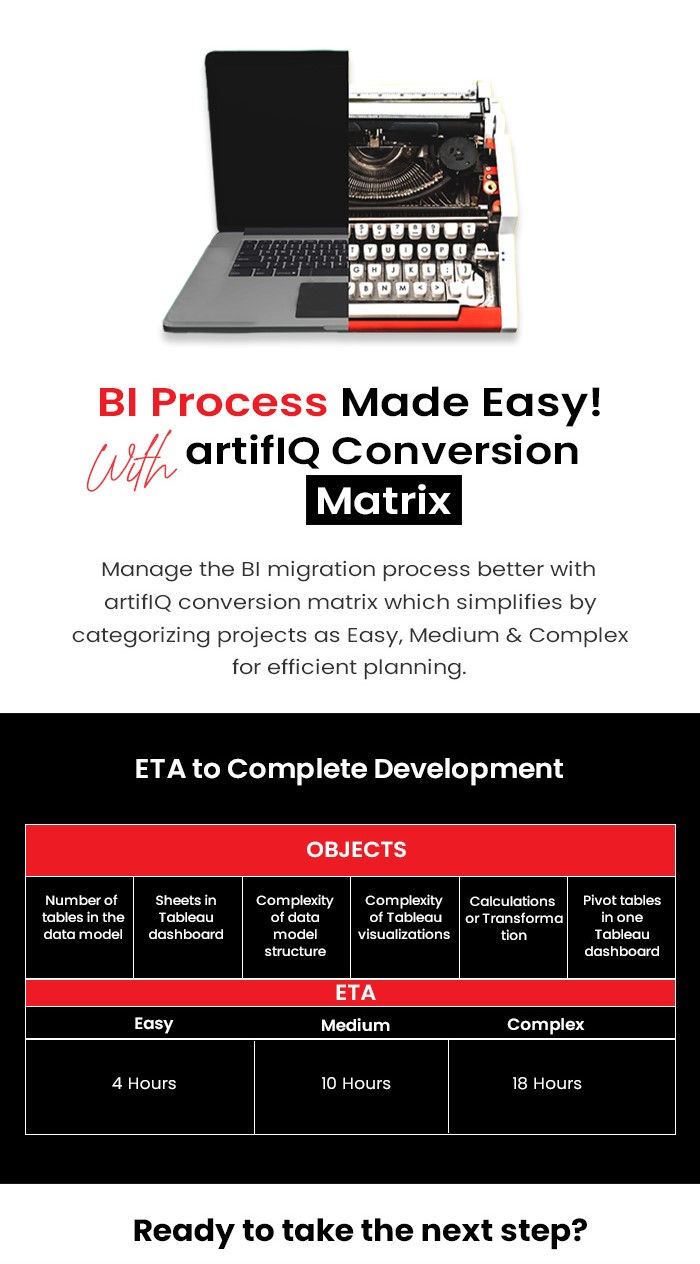 BI Process Made Easy!
With artifIQ Conversion
Matrix
Manage the BI migration process better with
artifIQ conversion matrix which simplifies by
categorizing projects as Easy, Medium & Complex
for efficient planning.
ETA to Complete Development
OBJECTS
Number of
tables in the
data model
Sheets in
Tableau
dashboard
Complexity
of data
model
structure
Complexity
of Tableau
visualizations
Calculations
or Transforma
tion
Pivot tables
in one
Tableau
dashboard
ETA
Easy
Medium
Complex
4 Hours
10 Hours
18 Hours
Ready to take the next step?